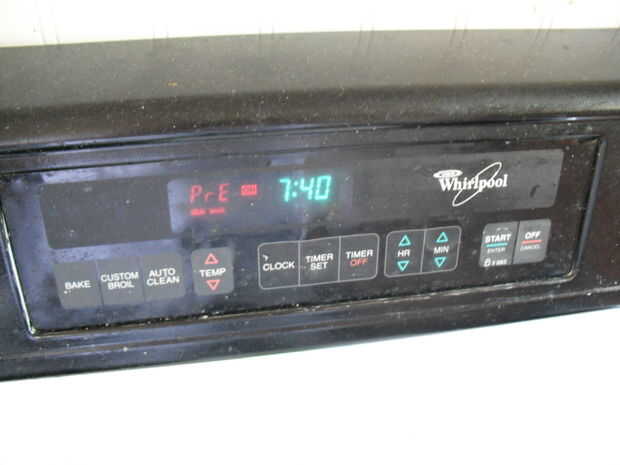 PrE ON 7:40
Whirlpool
BAKE
CUSTOM
BROIL
AUTO
CLEAN
TEMP
CLOCK
TIMER
SET
TIMER
OFF
HR
MIN
START
ENTER
OFF
CANCEL